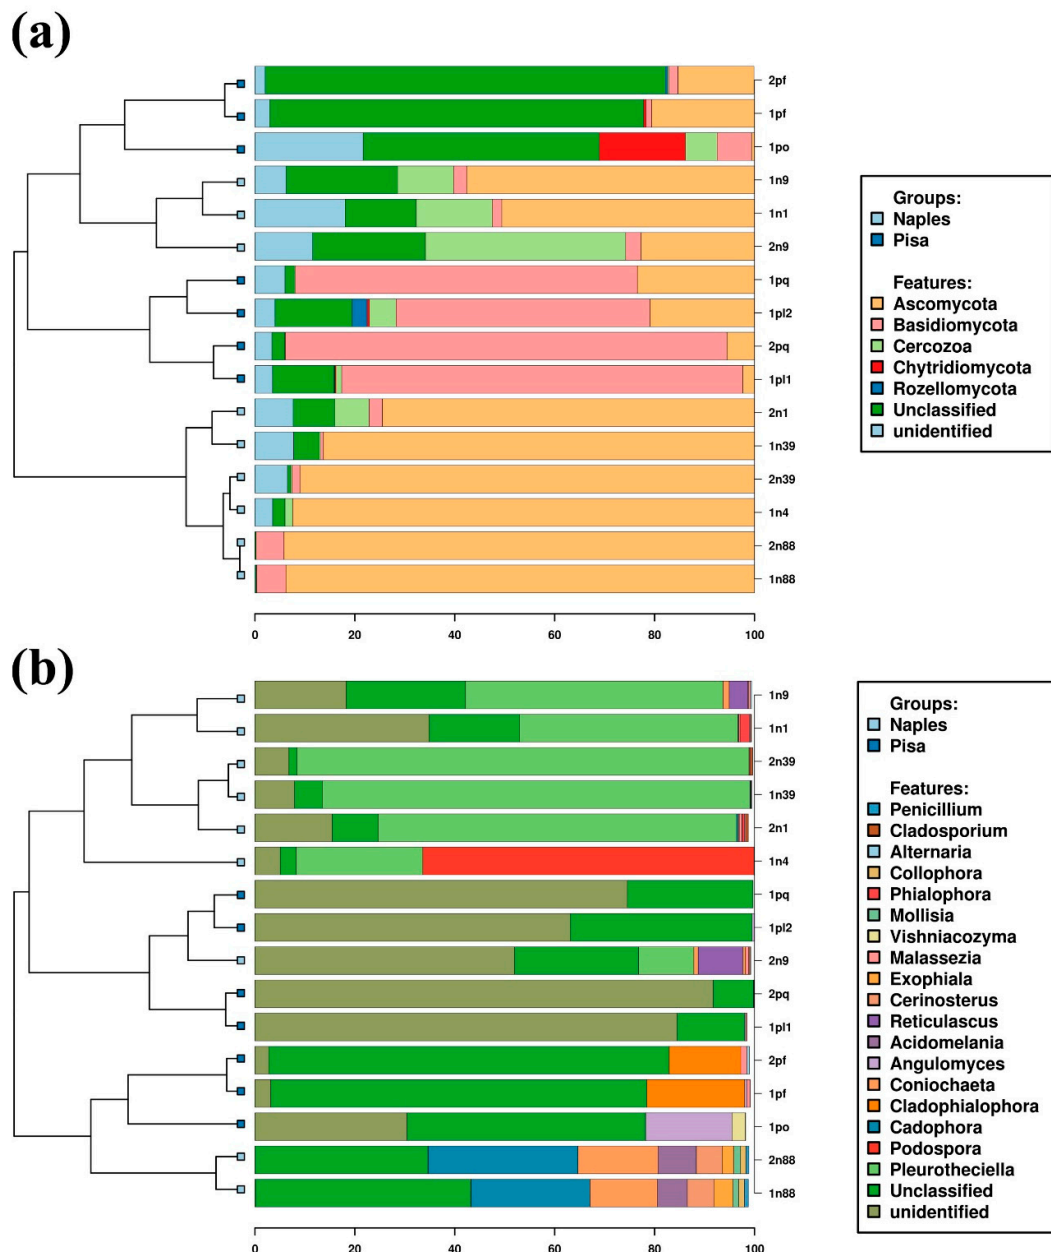 (a)
2pf
1pf
1po
1n9
1n1
2n9
1pq
1pl2
2pq
1pl1
2n1
1n39
2n39
1n4
2n88
1n88
0 20 40 60 80 100
Groups:
Naples
Pisa
Features:
Ascomycota
Basidiomycota
Cercozoa
Chytridiomycota
Rozellomycota
Unclassified
unidentified
(b)
1n9
1n1
2n39
1n39
2n1
1n4
1pq
1pl2
2n9
2pq
1pl1
2pf
1pf
1po
2n88
1n88
0 20 40 60 80 100
Groups:
Naples
Pisa
Features:
Penicillium
Cladosporium
Alternaria
Collophora
Phialophora
Mollisia
Vishniacozyma
Malassezia
Exophiala
Cerinosterus
Reticulascus
Acidomelania
Angulomyces
Coniochaeta
Cladophialophora
Cadophora
Podospora
Pleurotheciella
Unclassified
unidentified